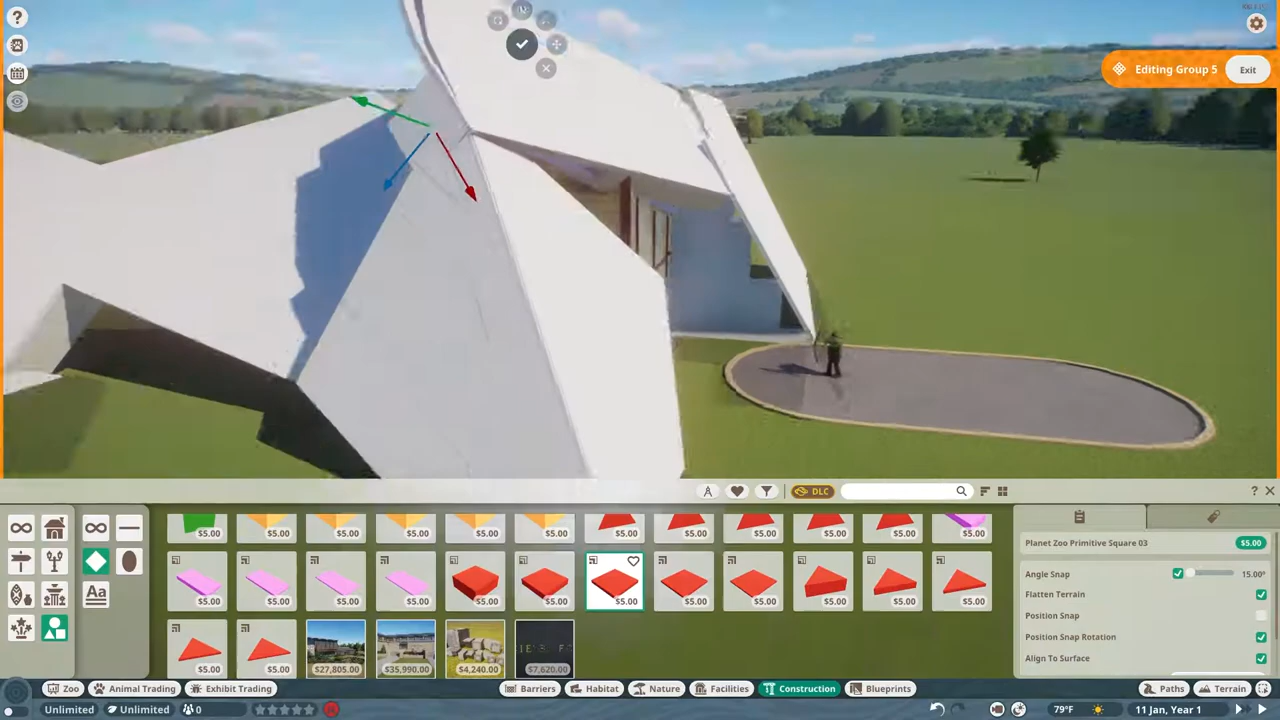 Editing Group 5 Exit
DLC
$5.00 $5.00 $5.00 $5.00 $5.00 $5.00 $5.00 $5.00 $5.00 $5.00 $5.00 $5.00
Planet Zoo Primitive Square 03 $5.00
$5.00 $5.00 $5.00 $5.00 $5.00 $5.00 $5.00 $5.00 $5.00 $5.00 $5.00 $5.00
Angle Snap 15.00°
Flatten Terrain
Aa
Position Snap
Position Snap Rotation
Align To Surface
$5.00 $5.00 $27,805.00 $35,990.00 $4,240.00 $7,620.00
Zoo Animal Trading Exhibit Trading Barriers Habitat Nature Facilities Construction Blueprints Paths Terrain
Unlimited Unlimited 0 79°F 11 Jan, Year 1